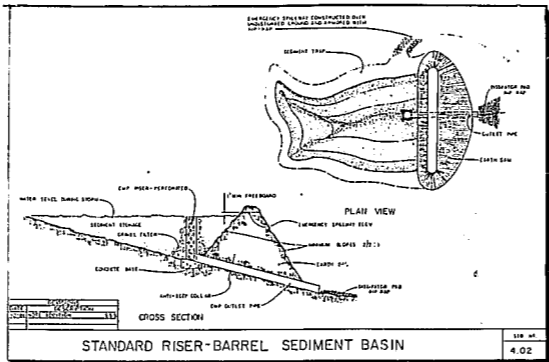 EMERGENCY SPILLWAY CONSTRUCTED OVER
UNDISTURBED GROUND AND ARMORED WITH
RIP-RAP
SEDIMENT TRAP
DISSIPATOR PAD
RIP RAP
OUTLET PIPE
EARTH DAM
PLAN VIEW
CMP RISER-PERFORATED
1' MIN FREEBOARD
WATER LEVEL DURING STORM
SEDIMENT STORAGE
GRAVEL FILTER
EMERGENCY SPILLWAY ELEV
MAXIMUM SLOPES
EARTH DAM
CONCRETE BASE
ANTI-SEEP COLLAR
CMP OUTLET PIPE
DISSIPATOR PAD
RIP RAP
CROSS SECTION
REVISIONS
DATE DESCRIPTION
STANDARD RISER-BARREL SEDIMENT BASIN
4.02